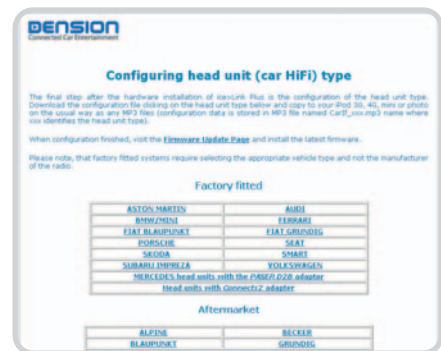 DENSION
Connected Car Entertainment
Configuring head unit (car HiFi) type
The final step after the hardware installation of ice>Link Plus is the configuration of the head unit type.
Download the configuration file clicking on the head unit type below and copy to your iPod 3G, 4G, mini or photo
on the usual way as any MP3 files (configuration data is stored in MP3 file named CarIf_xxx.mp3 name where
xxx identifies the head unit type).
When configuration finished, visit the Firmware Update Page and install the latest firmware.
Please note, that factory fitted systems require selecting the appropriate vehicle type and not the manufacturer
of the radio.
Factory fitted
ASTON MARTIN AUDI
BMW/MINI FERRARI
FIAT BLAUPUNKT FIAT GRUNDIG
PORSCHE SEAT
SKODA SMART
SUBARU IMPREZA VOLKSWAGEN
MERCEDES head units with the PABER D2B adaptor
Head units with Connects2 adapter
Aftermarket
ALPINE BECKER
BLAUPUNKT GRUNDIG